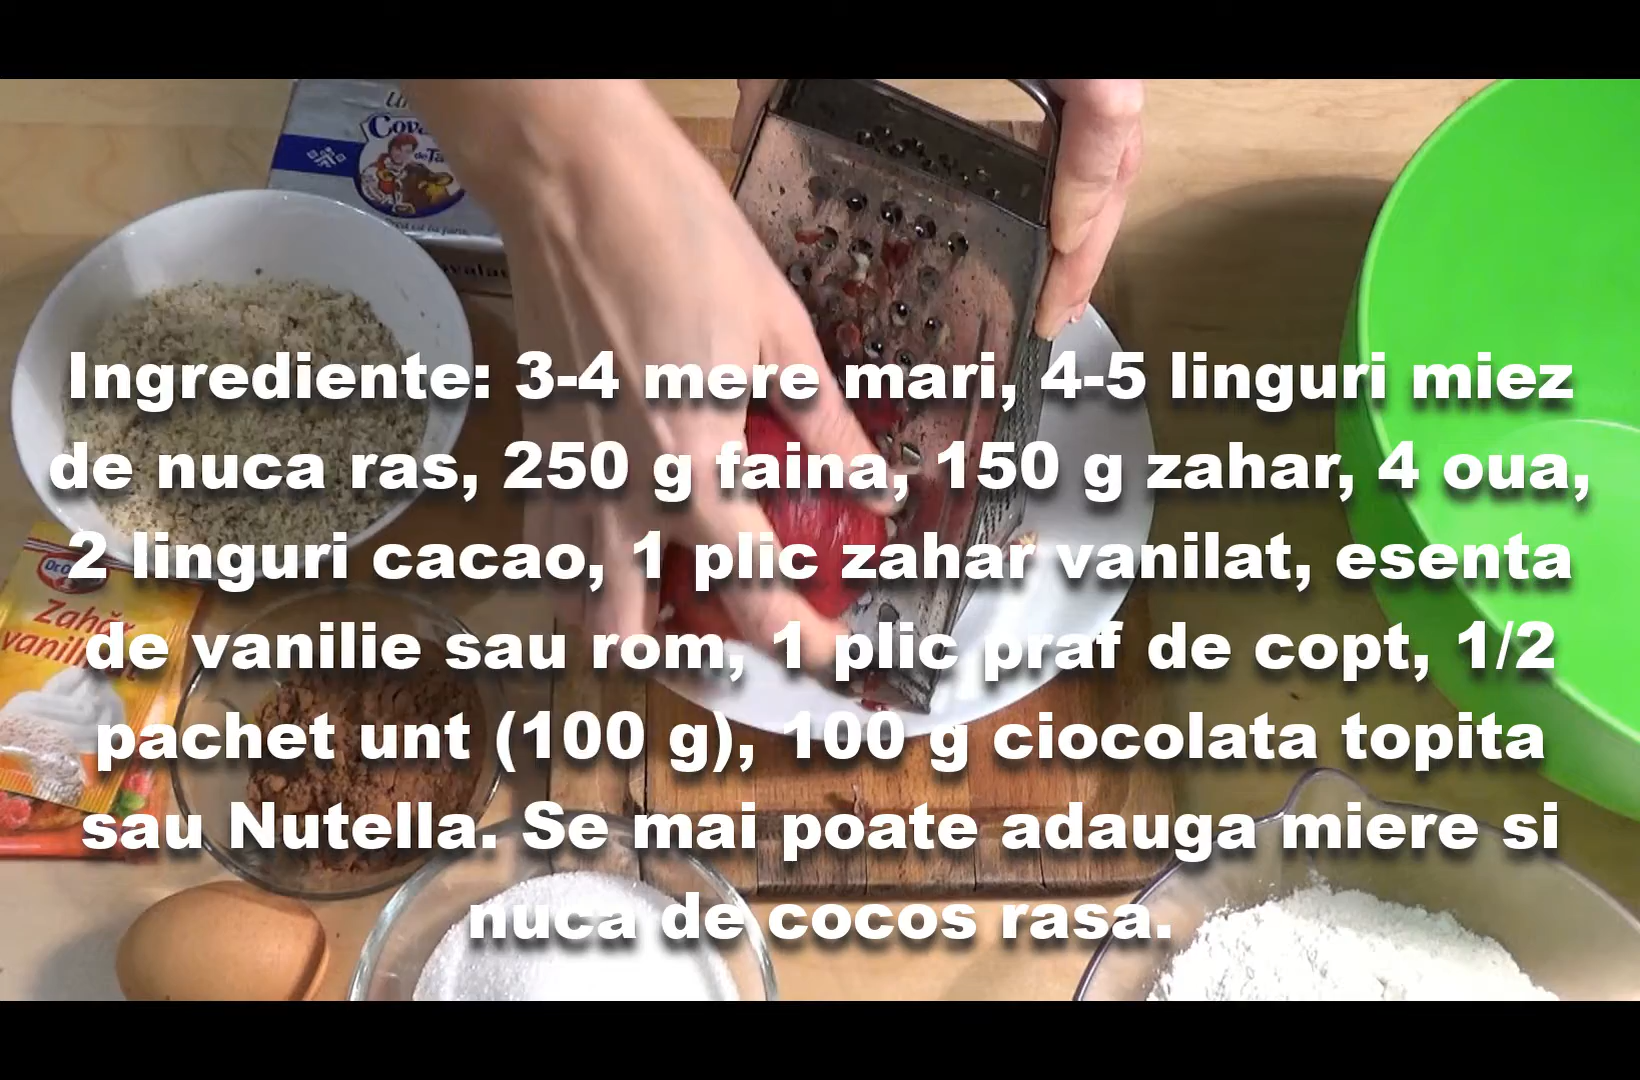 Ingrediente: 3-4 mere mari, 4-5 linguri miez
de nuca ras, 250 g faina, 150 g zahar, 4 oua,
2 linguri cacao, 1 plic zahar vanilat, esenta
de vanilie sau rom, 1 plic praf de copt, 1/2
pachet unt (100 g), 100 g ciocolata topita
sau Nutella. Se mai poate adauga miere si
nuca de cocos rasa.
Zahăr